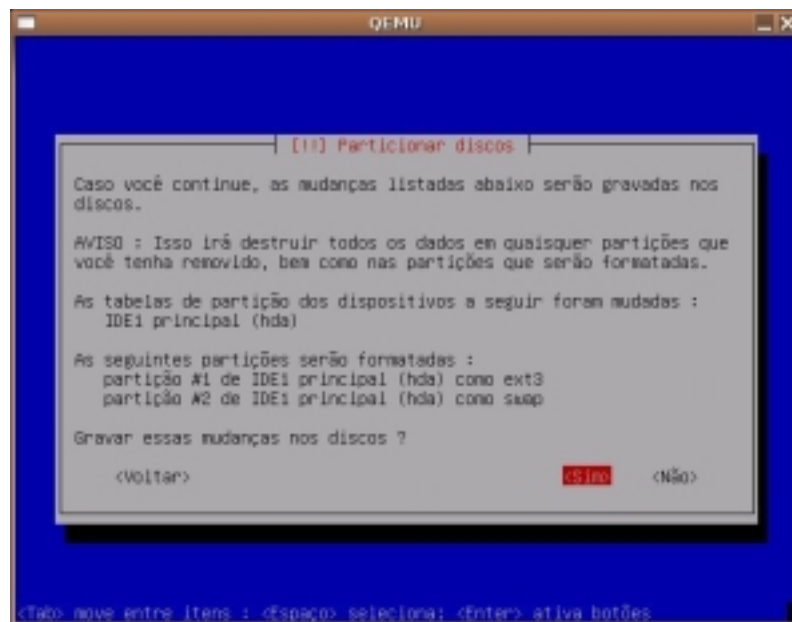 QEMU
[!!] Particionar discos
Caso você continue, as mudanças listadas abaixo serão gravadas nos
discos.
AVISO : Isso irá destruir todos os dados em quaisquer partições que
você tenha removido, bem como nas partições que serão formatadas.
As tabelas de partição dos dispositivos a seguir foram mudadas :
IDE1 principal (hda)
As seguintes partições serão formatadas :
partição #1 de IDE1 principal (hda) como ext3
partição #2 de IDE1 principal (hda) como swap
Gravar essas mudanças nos discos ?
<Voltar> <Sim> <Não>
<Tab> move entre itens : <Espaço> seleciona; <Enter> ativa botões